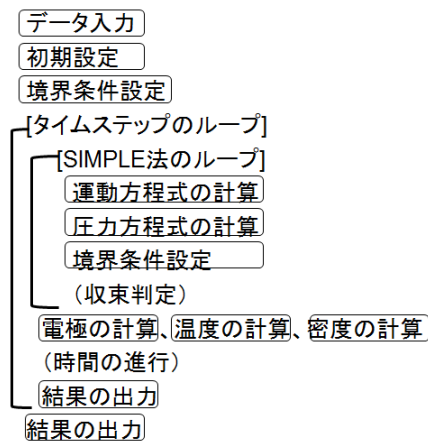 データ入力
初期設定
境界条件設定
[タイムステップのループ]
[SIMPLE法のループ]
運動方程式の計算
圧力方程式の計算
境界条件設定
（収束判定）
電極の計算、温度の計算、密度の計算
（時間の進行）
結果の出力
結果の出力